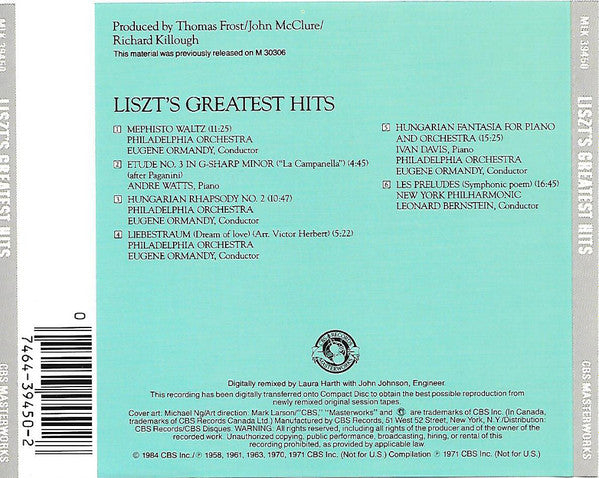 Produced by Thomas Frost/John McClure/
Richard Killough
This material was previously released on M 30306
LISZT'S GREATEST HITS
1 MEPHISTO WALTZ (11:25)
PHILADELPHIA ORCHESTRA
EUGENE ORMANDY, Conductor
2 ETUDE NO. 3 IN G-SHARP MINOR ("La Campanella") (4:45)
(after Paganini)
ANDRE WATTS, Piano
3 HUNGARIAN RHAPSODY NO. 2 (10:47)
PHILADELPHIA ORCHESTRA
EUGENE ORMANDY, Conductor
4 LIEBESTRAUM (Dream of love) (Arr. Victor Herbert) (5:22)
PHILADELPHIA ORCHESTRA
EUGENE ORMANDY, Conductor
5 HUNGARIAN FANTASIA FOR PIANO
AND ORCHESTRA (15:25)
IVAN DAVIS, Piano
PHILADELPHIA ORCHESTRA
EUGENE ORMANDY, Conductor
6 LES PRELUDES (Symphonic poem) (16:45)
NEW YORK PHILHARMONIC
LEONARD BERNSTEIN, Conductor
CBS RECORDS
MASTERWORKS
Digitally remixed by Laura Harth with John Johnson, Engineer.
This recording has been digitally transferred onto Compact Disc to obtain the best possible reproduction from
newly remixed original session tapes.
Cover art: Michael Ng/Art direction: Mark Larson/"CBS," "Masterworks" and are trademarks of CBS Inc. (In Canada,
trademarks of CBS Records Canada Ltd.) Manufactured by CBS Records, 51 West 52 Street, New York, N.Y./Distribution:
CBS Records/CBS Disques. WARNING: All rights reserved, including all rights of the producer and of the owner of the
recorded work. Unauthorized copying, public performance, broadcasting, hiring, or rental of this
recording prohibited, as provided by applicable law.
© 1984 CBS Inc./℗ 1958, 1961, 1963, 1970, 1971 CBS Inc. (Not for U.S.) Compilation ℗ 1971 CBS Inc. (Not for U.S.)
0
7464-39450-2
MLK 39450
LISZT'S GREATEST HITS
CBS MASTERWORKS
MLK 39450
LISZT'S GREATEST HITS
CBS MASTERWORKS